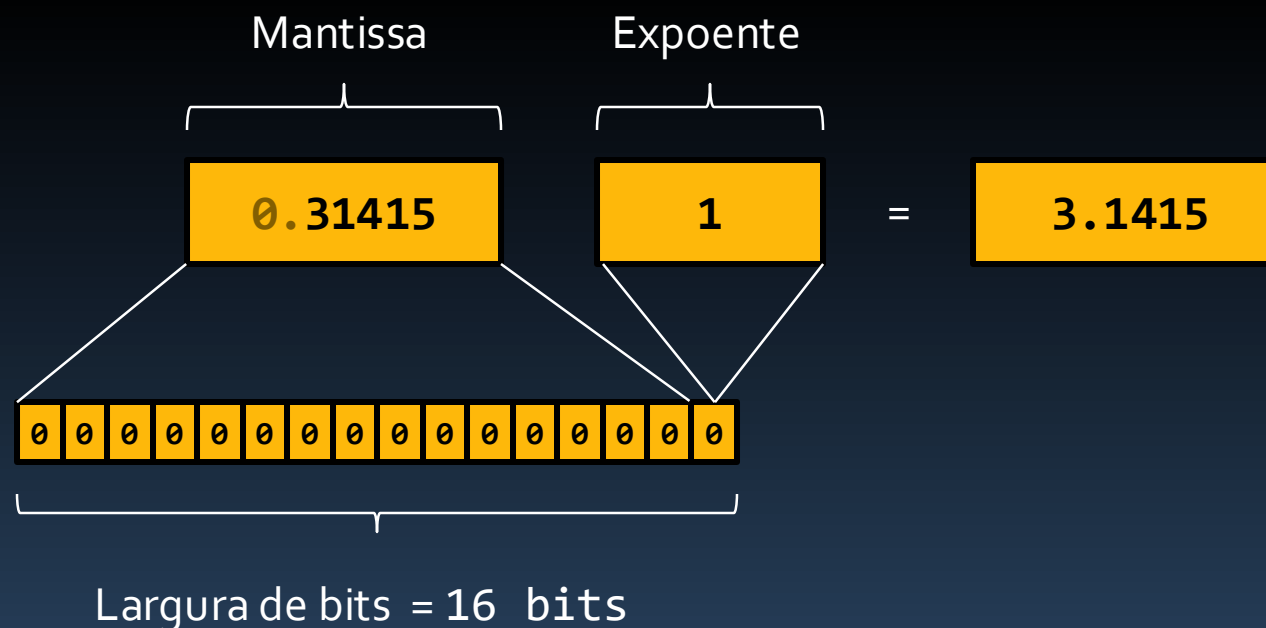 Mantissa Expoente
0.31415 1 = 3.1415
0 0 0 0 0 0 0 0 0 0 0 0 0 0 0 0
Largura de bits = 16 bits